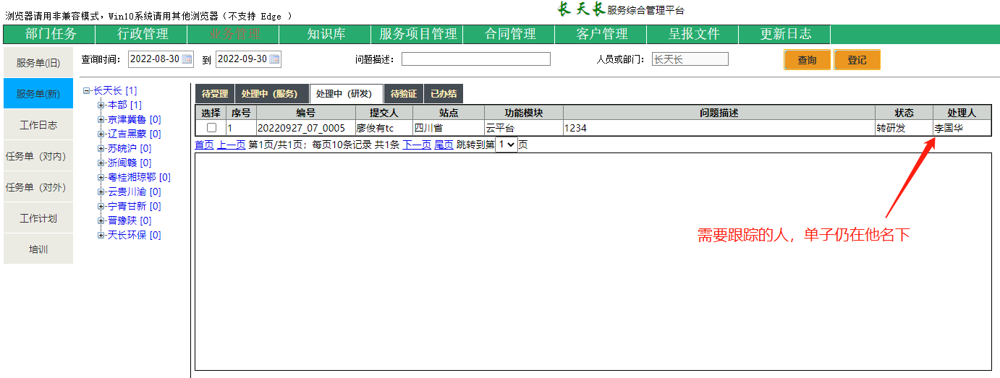 浏览器请用非兼容模式，Win10系统请用其他浏览器（不支持 Edge ）
长天长服务综合管理平台
部门任务 行政管理 业务管理 知识库 服务项目管理 合同管理 客户管理 呈报文件 更新日志
服务单(旧)
服务单(新)
工作日志
任务单（对内）
任务单（对外）
工作计划
培训
查询时间： 2022-08-30 到 2022-09-30 问题描述： 人员或部门： 长天长 查询 登记
长天长 [1]
本部 [1]
京津冀鲁 [0]
辽吉黑蒙 [0]
苏皖沪 [0]
浙闽赣 [0]
粤桂湘琼鄂 [0]
云贵川渝 [0]
宁青甘新 [0]
晋豫陕 [0]
天长环保 [0]
待受理 处理中（服务） 处理中（研发） 待验证 已办结
选择 序号 编号 提交人 站点 功能模块 问题描述 状态 处理人
1 20220927_07_0005 廖俊有tc 四川省 云平台 1234 转研发 李国华
首页 上一页 第1页/共1页；每页10条记录 共1条 下一页 尾页 跳转到第 1 页
需要跟踪的人，单子仍在他名下